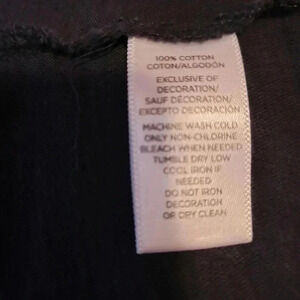 100% COTTON
COTON/ALGODÓN
EXCLUSIVE OF
DECORATION/
SAUF DÉCORATION/
EXCEPTO DECORACIÓN
MACHINE WASH COLD
ONLY NON-CHLORINE
BLEACH WHEN NEEDED
TUMBLE DRY LOW
COOL IRON IF
NEEDED
DO NOT IRON
DECORATION
OR DRY CLEAN